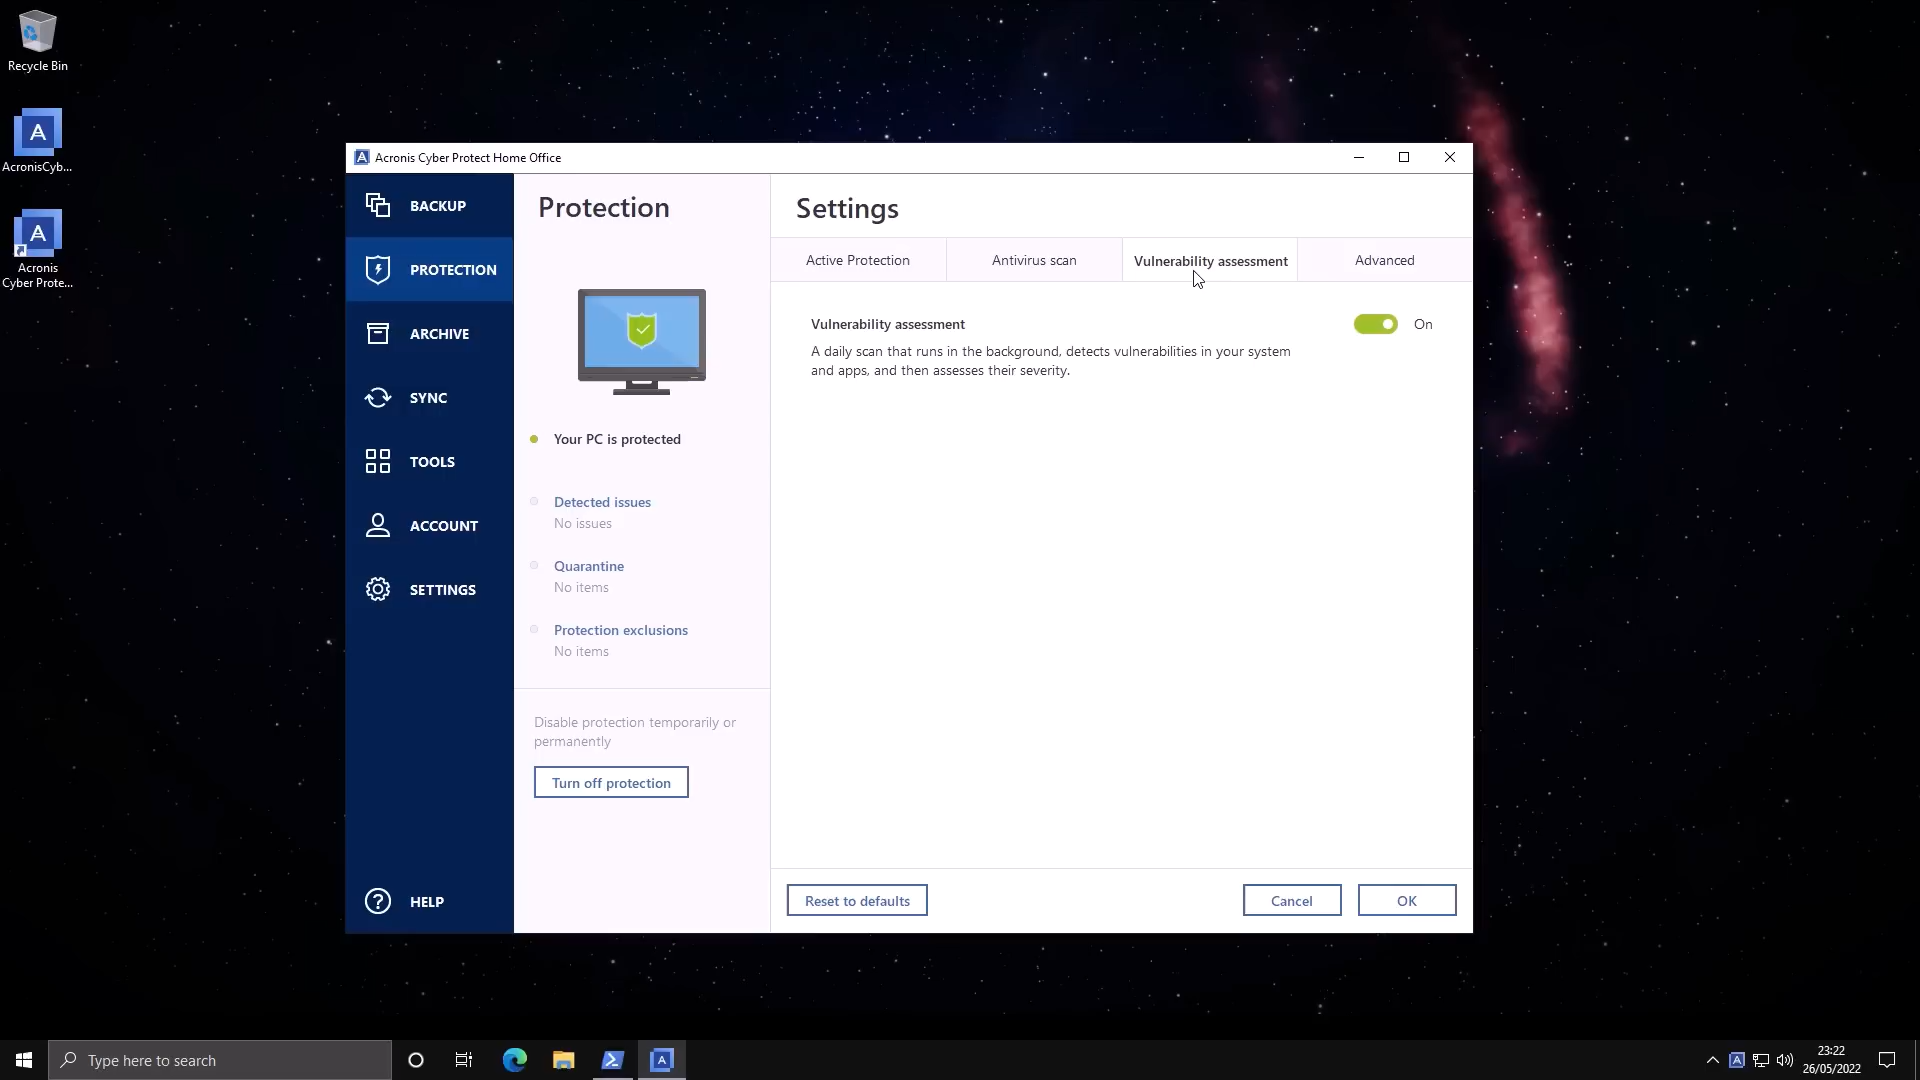 Recycle Bin
AcronisCyb...
Acronis
Cyber Prote...
Acronis Cyber Protect Home Office
BACKUP
PROTECTION
ARCHIVE
SYNC
TOOLS
ACCOUNT
SETTINGS
HELP
Protection
Your PC is protected
Detected issues
No issues
Quarantine
No items
Protection exclusions
No items
Disable protection temporarily or
permanently
Turn off protection
Settings
Active Protection
Antivirus scan
Vulnerability assessment
Advanced
Vulnerability assessment
On
A daily scan that runs in the background, detects vulnerabilities in your system
and apps, and then assesses their severity.
Reset to defaults
Cancel
OK
Type here to search
23:22
26/05/2022